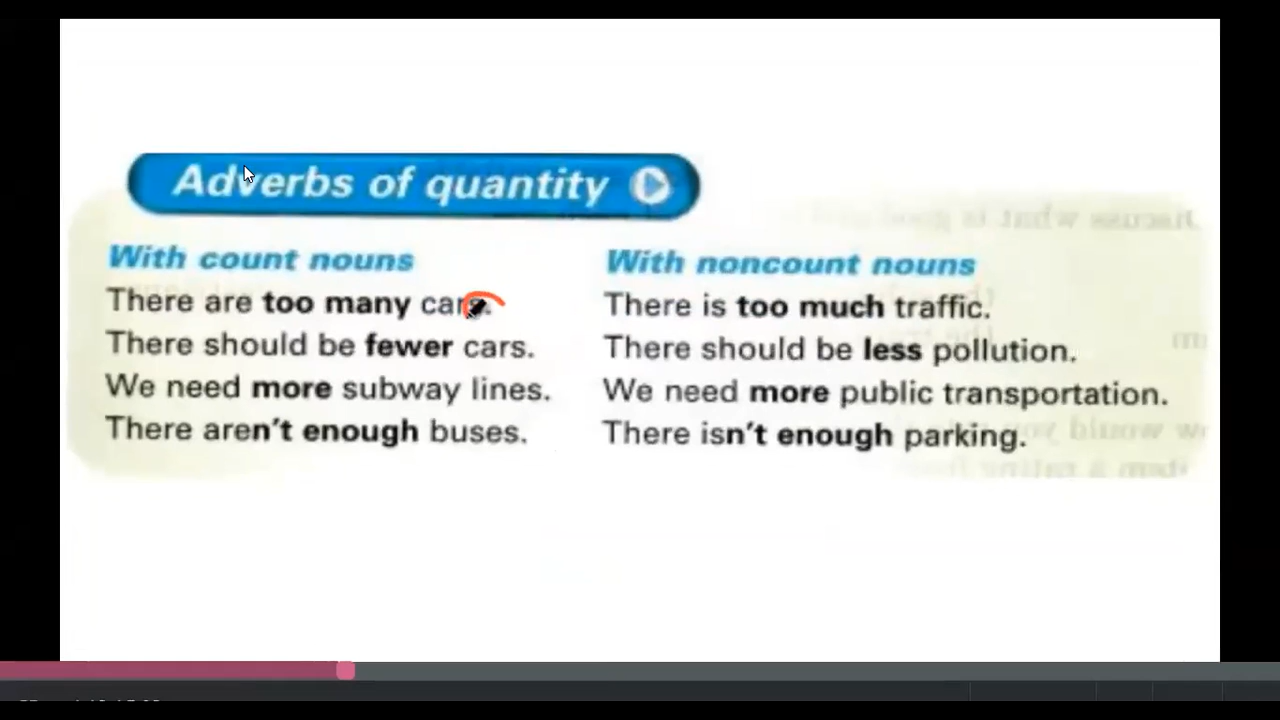 Adverbs of quantity
With count nouns
There are too many cars.
There should be fewer cars.
We need more subway lines.
There aren't enough buses.
With noncount nouns
There is too much traffic.
There should be less pollution.
We need more public transportation.
There isn't enough parking.